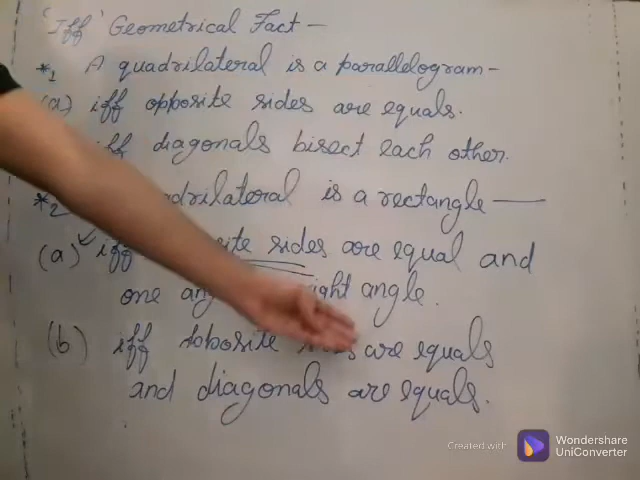 'Iff' Geometrical Fact —
*1 A quadrilateral is a parallelogram -
(a) iff opposite sides are equals.
iff diagonals bisect each other.
*2 is a rectangle —
(a) iff sides are equal and
one angle.
(b) iff opposite are equals
and diagonals are equals.
Created with
Wondershare
UniConverter